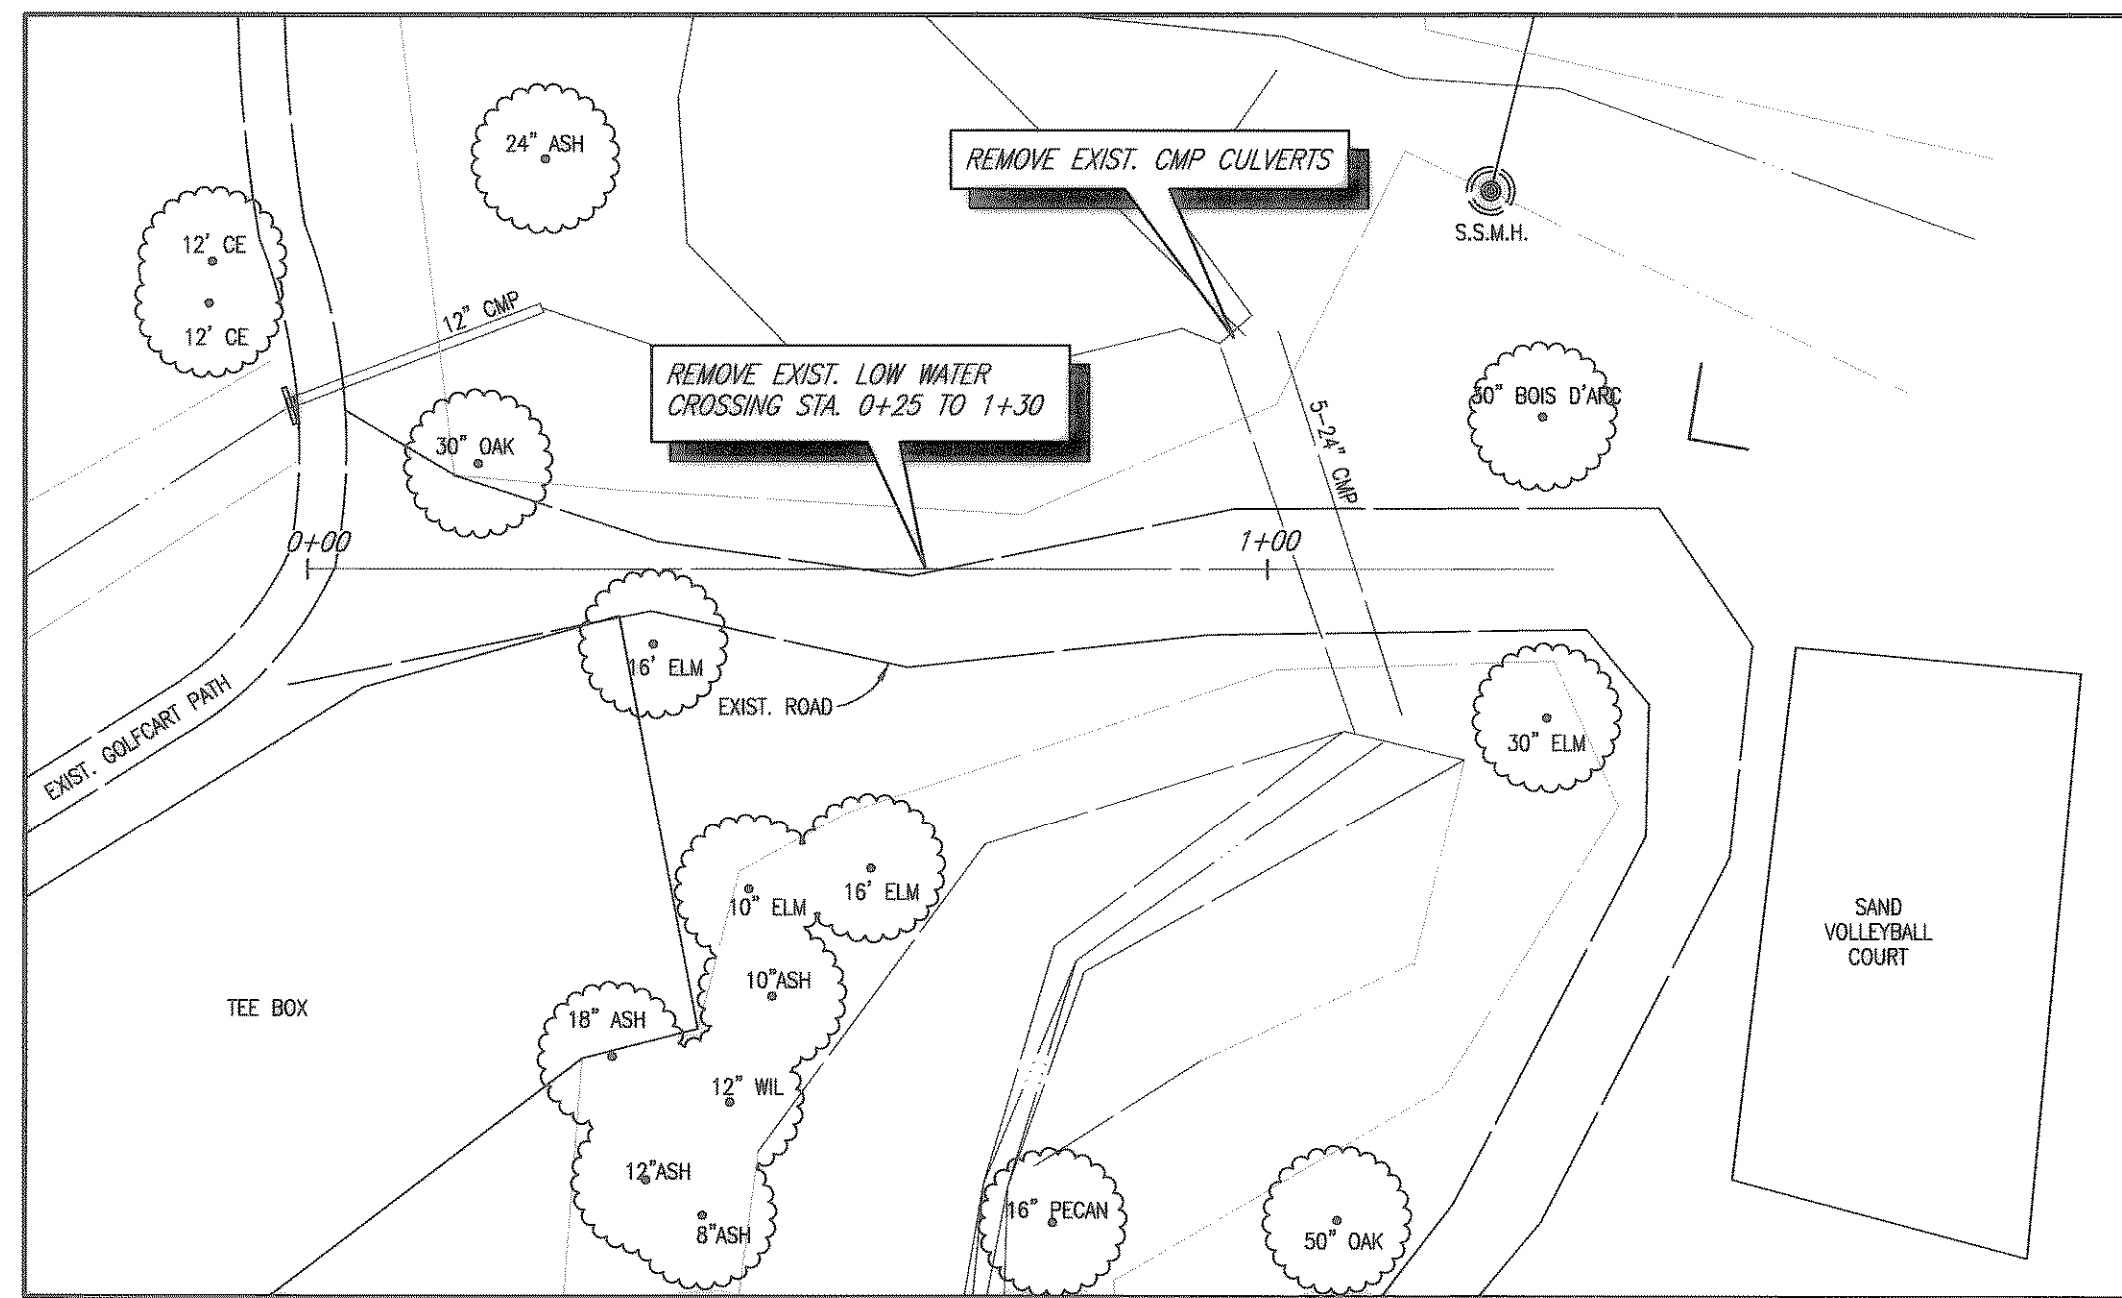 24" ASH
REMOVE EXIST. CMP CULVERTS
S.S.M.H.
12' CE
12' CE
12" CMP
REMOVE EXIST. LOW WATER
CROSSING STA. 0+25 TO 1+30
30" BOIS D'ARC
5-24" CMP
30" OAK
0+00
1+00
16' ELM
EXIST. ROAD
EXIST. GOLFCART PATH
30" ELM
10" ELM
16' ELM
SAND
VOLLEYBALL
COURT
10"ASH
TEE BOX
18" ASH
12" WIL
12"ASH
8"ASH
16" PECAN
50" OAK